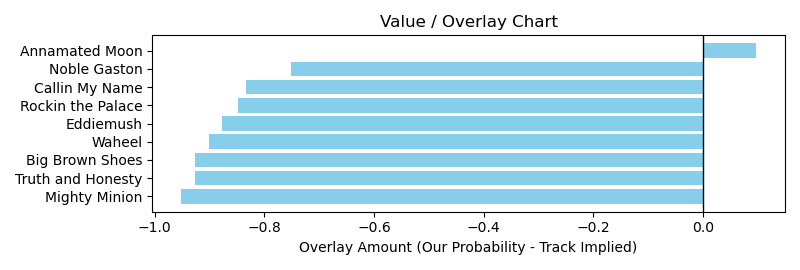 Value / Overlay Chart
Annamated Moon
Noble Gaston
Callin My Name
Rockin the Palace
Eddiemush
Waheel
Big Brown Shoes
Truth and Honesty
Mighty Minion
−1.0 −0.8 −0.6 −0.4 −0.2 0.0
Overlay Amount (Our Probability - Track Implied)